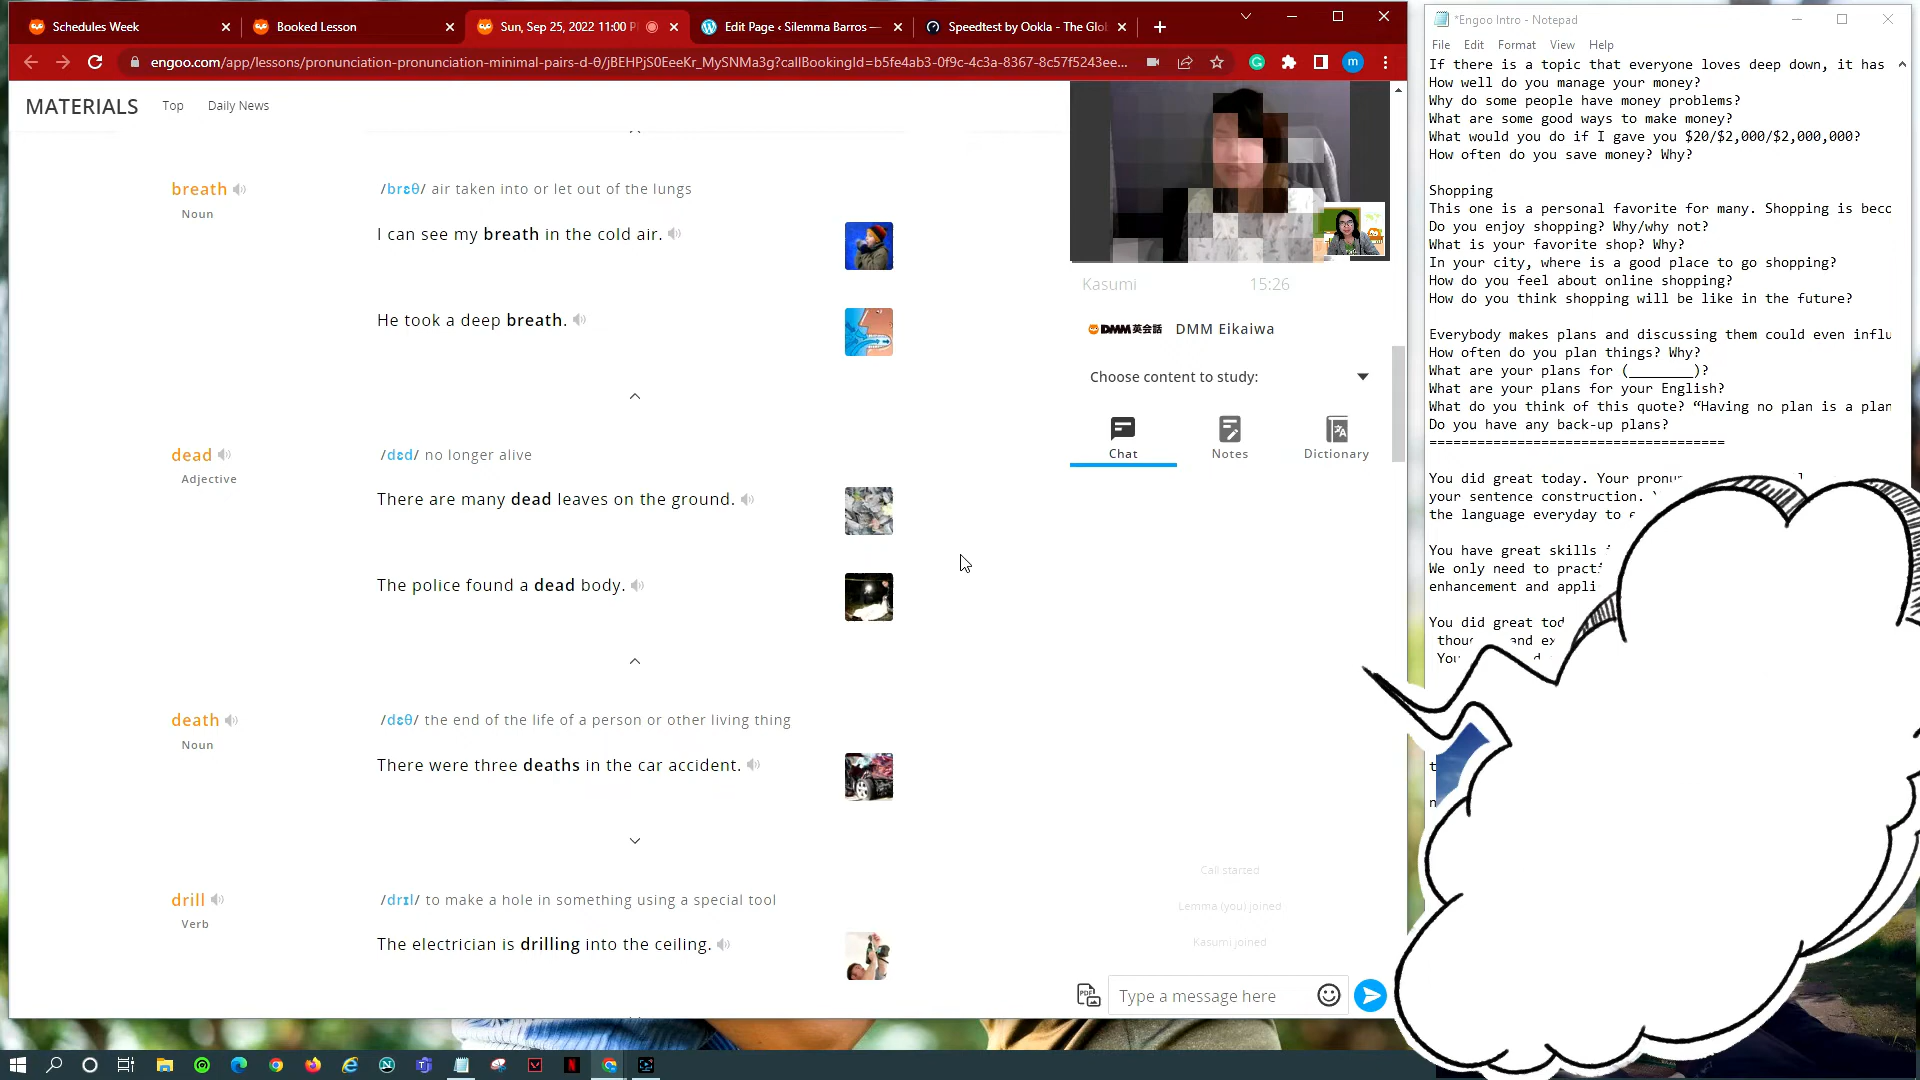 Schedules Week
Booked Lesson
Sun, Sep 25, 2022 11:00 P
Edit Page ‹ Silemma Barros —
Speedtest by Ookla - The Glo
engoo.com/app/lessons/pronunciation-pronunciation-minimal-pairs-d-θ/jBEHPjS0EeeKr_MySNMa3g?callBookingId=b5fe4ab3-0f9c-4c3a-8367-8c57f5243ee...
m
MATERIALS
Top
Daily News
breath
Noun
/brɛθ/ air taken into or let out of the lungs
I can see my breath in the cold air.
He took a deep breath.
dead
Adjective
/dɛd/ no longer alive
There are many dead leaves on the ground.
The police found a dead body.
death
Noun
/dɛθ/ the end of the life of a person or other living thing
There were three deaths in the car accident.
drill
Verb
/drɪl/ to make a hole in something using a special tool
The electrician is drilling into the ceiling.
Kasumi
15:26
DMM英会話 DMM Eikaiwa
Choose content to study:
Chat
Notes
Dictionary
Call started
Lemma (you) joined
Kasumi joined
PDF
Type a message here
*Engoo Intro - Notepad
File Edit Format View Help
If there is a topic that everyone loves deep down, it has
How well do you manage your money?
Why do some people have money problems?
What are some good ways to make money?
What would you do if I gave you $20/$2,000/$2,000,000?
How often do you save money? Why?
Shopping
This one is a personal favorite for many. Shopping is beco
Do you enjoy shopping? Why/why not?
What is your favorite shop? Why?
In your city, where is a good place to go shopping?
How do you feel about online shopping?
How do you think shopping will be like in the future?
Everybody makes plans and discussing them could even influ
How often do you plan things? Why?
What are your plans for (________)?
What are your plans for your English?
What do you think of this quote? “Having no plan is a plan
Do you have any back-up plans?
=====================================
You did great today. Your pronu
your sentence construction.
the language everyday to e
You have great skills
We only need to practi
enhancement and appli
You did great tod
thou and ex
You